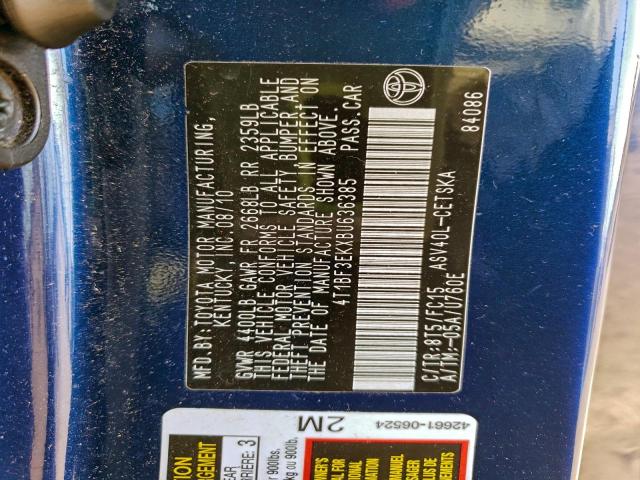 MFD. BY: TOYOTA MOTOR MANUFACTURING,
KENTUCKY, INC. 08/10
GVWR 4400LB GAWR FR 2668LB RR 2359LB
THIS VEHICLE CONFORMS TO ALL APPLICABLE
FEDERAL MOTOR VEHICLE SAFETY BUMPER, AND
THEFT PREVENTION STANDARDS IN EFFECT ON
THE DATE OF MANUFACTURE SHOWN ABOVE.
4T1BF3EKXBU636385 PASS.CAR
C/TR:8T5/FC15 ASV40L-CETSKA
A/TM:-05A/U760E 84086
42661-06524
2M